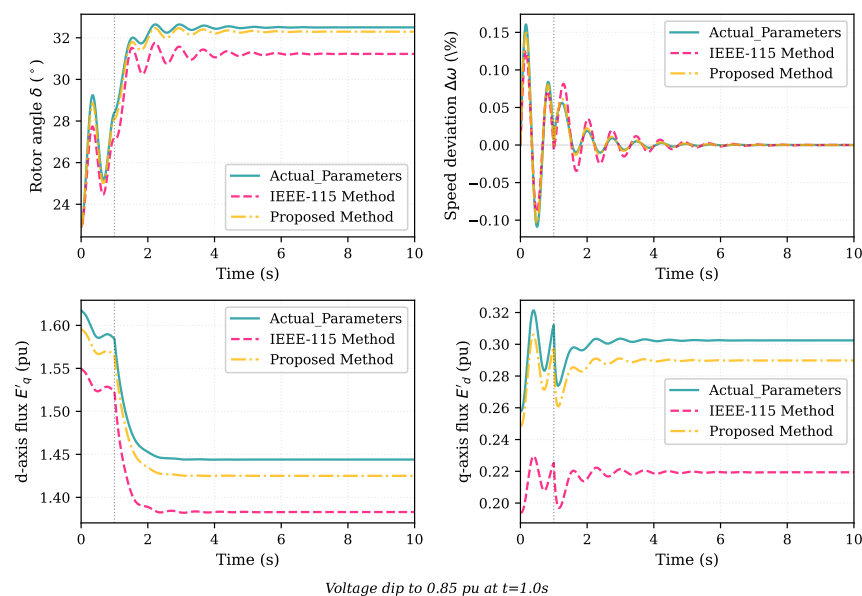 Rotor angle δ (°)
32
30
28
26
24
0
2
4
6
8
10
Time (s)
Actual_Parameters
IEEE-115 Method
Proposed Method
Speed deviation Δω (\%)
0.15
0.10
0.05
0.00
−0.05
−0.10
0
2
4
6
8
10
Time (s)
Actual_Parameters
IEEE-115 Method
Proposed Method
d-axis flux E′q (pu)
1.60
1.55
1.50
1.45
1.40
0
2
4
6
8
10
Time (s)
Actual_Parameters
IEEE-115 Method
Proposed Method
q-axis flux E′d (pu)
0.32
0.30
0.28
0.26
0.24
0.22
0.20
0
2
4
6
8
10
Time (s)
Actual_Parameters
IEEE-115 Method
Proposed Method
Voltage dip to 0.85 pu at t=1.0s